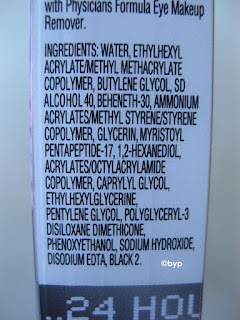 with Physicians Formula Eye Makeup
Remover.
INGREDIENTS: WATER, ETHYLHEXYL
ACRYLATE/METHYL METHACRYLATE
COPOLYMER, BUTYLENE GLYCOL, SD
ALCOHOL 40, BEHENETH-30, AMMONIUM
ACRYLATES/METHYL STYRENE/STYRENE
COPOLYMER, GLYCERIN, MYRISTOYL
PENTAPEPTIDE-17, 1,2-HEXANEDIOL,
ACRYLATES/OCTYLACRYLAMIDE
COPOLYMER, CAPRYLYL GLYCOL,
ETHYLHEXYLGLYCERINE,
PENTYLENE GLYCOL, POLYGLYCERYL-3
DISILOXANE DIMETHICONE,
PHENOXYETHANOL, SODIUM HYDROXIDE,
DISODIUM EDTA, BLACK 2.
©byp
..24 HOU